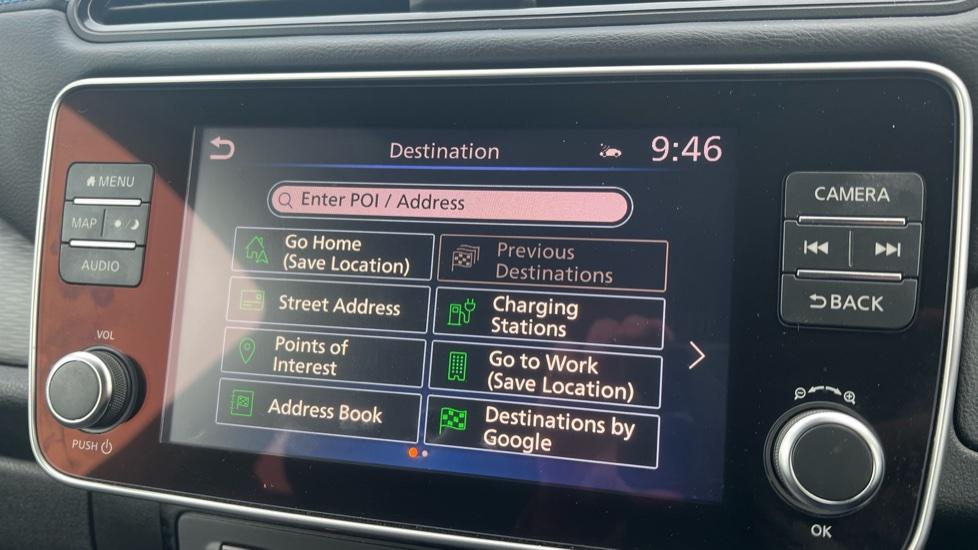 Destination
9:46
Enter POI / Address
Go Home
(Save Location)
Previous
Destinations
Street Address
Charging
Stations
Points of
Interest
Go to Work
(Save Location)
Address Book
Destinations by
Google
MENU
MAP
AUDIO
VOL
PUSH
CAMERA
BACK
OK